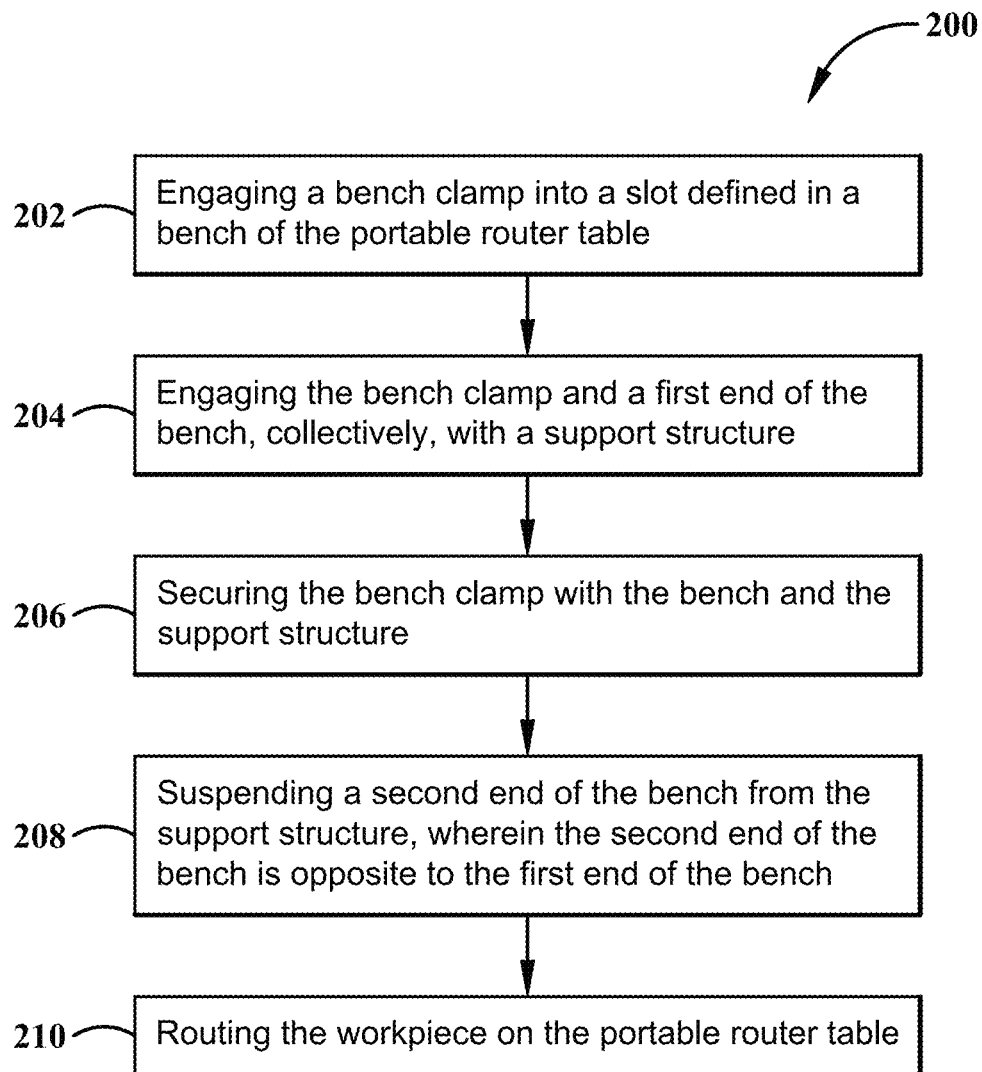 200
202
Engaging a bench clamp into a slot defined in a
bench of the portable router table
204
Engaging the bench clamp and a first end of the
bench, collectively, with a support structure
206
Securing the bench clamp with the bench and the
support structure
208
Suspending a second end of the bench from the
support structure, wherein the second end of the
bench is opposite to the first end of the bench
210
Routing the workpiece on the portable router table